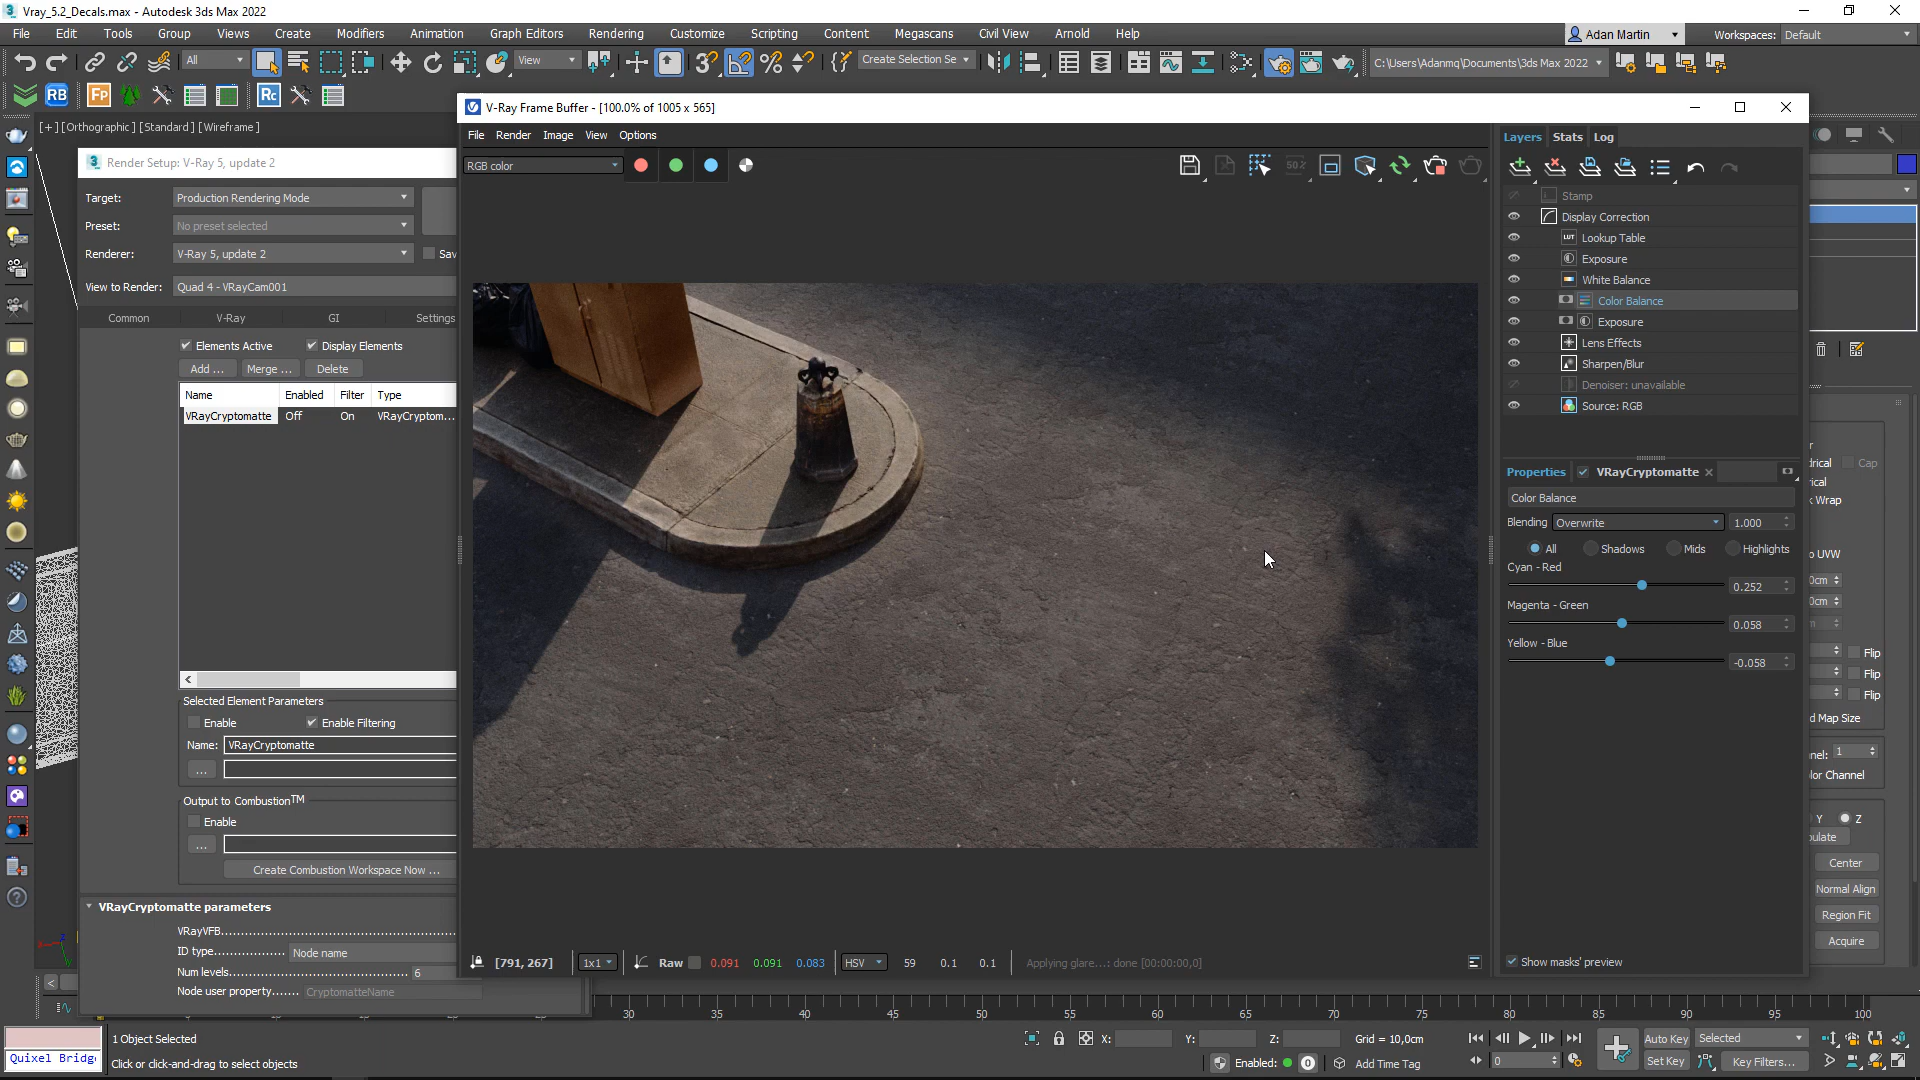 Vray_5.2_Decals.max - Autodesk 3ds Max 2022
File Edit Tools Group Views Create Modifiers Animation Graph Editors Rendering Customize Scripting Content Megascans Civil View Arnold Help
Adan Martin Workspaces: Default
All View Create Selection Se C:\Users\Adanmq\Documents\3ds Max 2022
RB Fp Rc
[+] [Orthographic] [Standard] [Wireframe]
V-Ray Frame Buffer - [100.0% of 1005 x 565]
File Render Image View Options
RGB color
Layers Stats Log
Stamp
Display Correction
LUT Lookup Table
Exposure
White Balance
Color Balance
Exposure
Lens Effects
Sharpen/Blur
Denoiser: unavailable
Source: RGB
Properties VRayCryptomatte
Color Balance
Blending Overwrite 1.000
All Shadows Mids Highlights
Cyan - Red
0.252
Magenta - Green
0.058
Yellow - Blue
-0.058
Show masks' preview
[791, 267] 1x1 Raw 0.091 0.091 0.083 HSV 59 0.1 0.1 Applying glare...: done [00:00:00,0]
Render Setup: V-Ray 5, update 2
Target: Production Rendering Mode
Preset: No preset selected
Renderer: V-Ray 5, update 2 Sav
View to Render: Quad 4 - VRayCam001
Common V-Ray GI Settings
Elements Active Display Elements
Add ... Merge ... Delete
Name Enabled Filter Type
VRayCryptomatte Off On VRayCryptom...
Selected Element Parameters
Enable Enable Filtering
Name: VRayCryptomatte
...
Output to Combustion™
Enable
...
Create Combustion Workspace Now ...
VRayCryptomatte parameters
VRayVFB
ID type Node name
Num levels 6
Node user property CryptomatteName
Cap
Wrap
UVW
Flip
Flip
Flip
d Map Size
1
Y Z
Center
Normal Align
Region Fit
Acquire
30 35 40 45 50 55 60 65 70 75 80 85 90 95 100
Quixel Bridg
1 Object Selected
Click or click-and-drag to select objects
X: Y: Z: Grid = 10,0cm
Enabled: 0 Add Time Tag
0
Auto Key Selected
Set Key Key Filters...